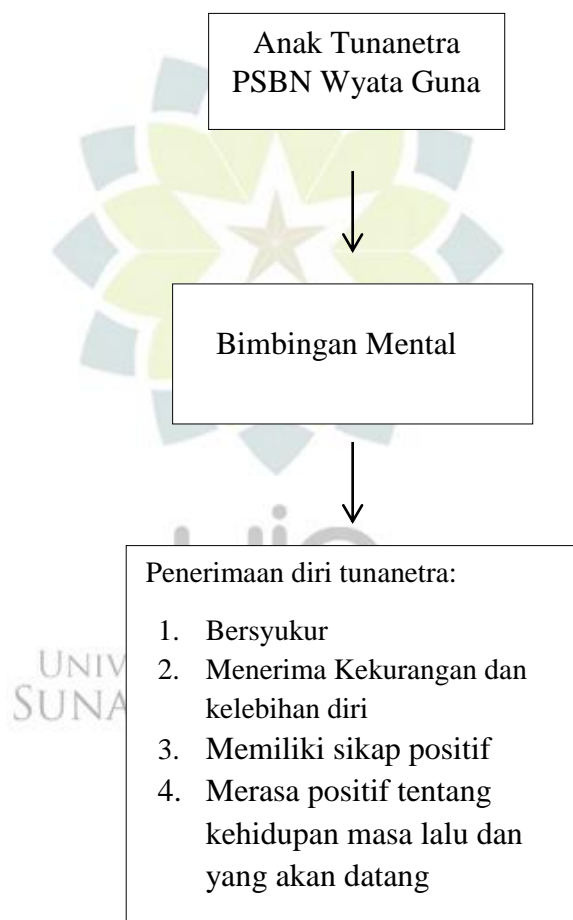 Anak Tunanetra
PSBN Wyata Guna
Bimbingan Mental
uin
Penerimaan diri tunanetra:
1. Bersyukur
2. Menerima Kekurangan dan
kelebihan diri
3. Memiliki sikap positif
4. Merasa positif tentang
kehidupan masa lalu dan
yang akan datang
UNIV
SUNA